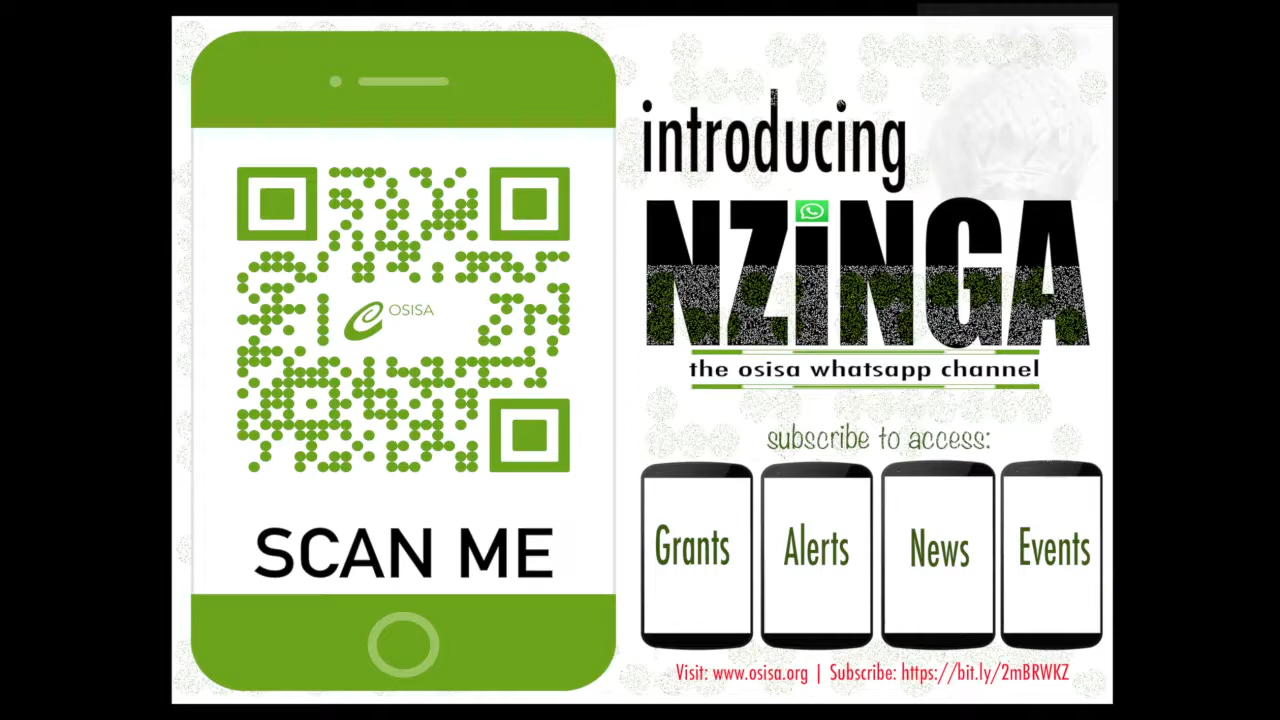 OSISA
SCAN ME
introducing
NZiNGA
the osisa whatsapp channel
subscribe to access:
Grants
Alerts
News
Events
Visit: www.osisa.org | Subscribe: https://bit.ly/2mBRWKZ